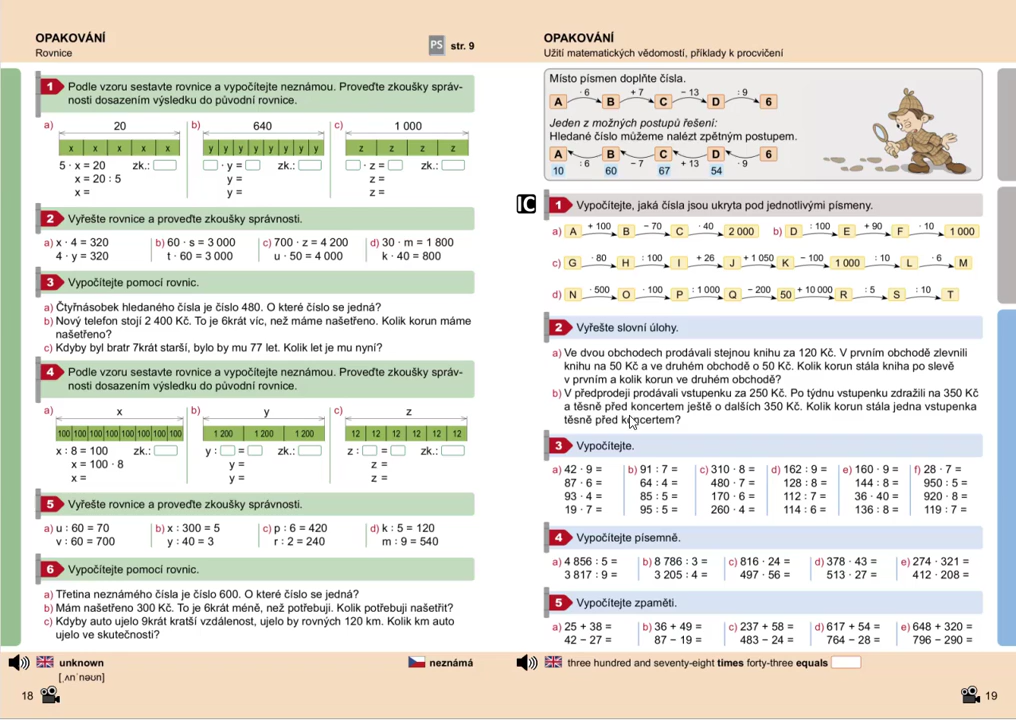 OPAKOVÁNÍ
Rovnice
PS str. 9
1 Podle vzoru sestavte rovnice a vypočítejte neznámou. Proveďte zkoušky správ-
nosti dosazením výsledku do původní rovnice.
a) 20 b) 640 c) 1 000
x x x x x y y y y y y y y z z z z
5 · x = 20 zk.: · y = zk.: · z = zk.:
x = 20 : 5 y = z =
x = y = z =
2 Vyřešte rovnice a proveďte zkoušky správnosti.
a) x · 4 = 320 b) 60 · s = 3 000 c) 700 · z = 4 200 d) 30 · m = 1 800
4 · y = 320 t · 60 = 3 000 u · 50 = 4 000 k · 40 = 800
3 Vypočítejte pomocí rovnic.
a) Čtyřnásobek hledaného čísla je číslo 480. O které číslo se jedná?
b) Nový telefon stojí 2 400 Kč. To je 6krát víc, než máme našetřeno. Kolik korun máme
našetřeno?
c) Kdyby byl bratr 7krát starší, bylo by mu 77 let. Kolik let je mu nyní?
4 Podle vzoru sestavte rovnice a vypočítejte neznámou. Proveďte zkoušky správ-
nosti dosazením výsledku do původní rovnice.
a) x b) y c) z
100 100 100 100 100 100 100 100 1 200 1 200 1 200 12 12 12 12 12 12
x : 8 = 100 zk.: y : = zk.: z : = zk.:
x = 100 · 8 y = z =
x = y = z =
5 Vyřešte rovnice a proveďte zkoušky správnosti.
a) u : 60 = 70 b) x : 300 = 5 c) p : 6 = 420 d) k : 5 = 120
v : 60 = 700 y : 40 = 3 r : 2 = 240 m : 9 = 540
6 Vypočítejte pomocí rovnic.
a) Třetina neznámého čísla je číslo 600. O které číslo se jedná?
b) Mám našetřeno 300 Kč. To je 6krát méně, než potřebuji. Kolik potřebuji našetřit?
c) Kdyby auto ujelo 9krát kratší vzdálenost, ujelo by rovných 120 km. Kolik km auto
ujelo ve skutečnosti?
unknown neznámá
[ˌʌnˈnəʊn]
18
OPAKOVÁNÍ
Užití matematických vědomostí, příklady k procvičení
Místo písmen doplňte čísla.
· 6 + 7 − 13 : 9
A B C D 6
Jeden z možných postupů řešení:
Hledané číslo můžeme nalézt zpětným postupem.
A B C D 6
: 6 − 7 + 13 · 9
10 60 67 54
IC 1 Vypočítejte, jaká čísla jsou ukryta pod jednotlivými písmeny.
a) A + 100 B − 70 C · 40 2 000 b) D : 100 E + 90 F · 10 1 000
c) G · 80 H : 100 I + 26 J + 1 050 K − 100 1 000 : 10 L · 6 M
d) N · 500 O · 100 P : 1 000 Q − 200 50 + 10 000 R : 5 S : 10 T
2 Vyřešte slovní úlohy.
a) Ve dvou obchodech prodávali stejnou knihu za 120 Kč. V prvním obchodě zlevnili
knihu na 50 Kč a ve druhém obchodě o 50 Kč. Kolik korun stála kniha po slevě
v prvním a kolik korun ve druhém obchodě?
b) V předprodeji prodávali vstupenku za 250 Kč. Po týdnu vstupenku zdražili na 350 Kč
a těsně před koncertem ještě o dalších 350 Kč. Kolik korun stála jedna vstupenka
těsně před koncertem?
3 Vypočítejte.
a) 42 · 9 = b) 91 : 7 = c) 310 · 8 = d) 162 : 9 = e) 160 · 9 = f) 28 · 7 =
87 · 6 = 64 : 4 = 480 · 7 = 128 : 8 = 144 : 8 = 950 : 5 =
93 · 4 = 85 : 5 = 170 · 6 = 112 : 7 = 36 · 40 = 920 · 8 =
19 · 7 = 95 : 5 = 260 · 4 = 114 : 6 = 136 : 8 = 119 : 7 =
4 Vypočítejte písemně.
a) 4 856 : 5 = b) 8 786 : 3 = c) 816 · 24 = d) 378 · 43 = e) 274 · 321 =
3 817 : 9 = 3 205 : 4 = 497 · 56 = 513 · 27 = 412 · 208 =
5 Vypočítejte zpaměti.
a) 25 + 38 = b) 36 + 49 = c) 237 + 58 = d) 617 + 54 = e) 648 + 320 =
42 − 27 = 87 − 19 = 483 − 24 = 764 − 28 = 796 − 290 =
three hundred and seventy-eight times forty-three equals
19